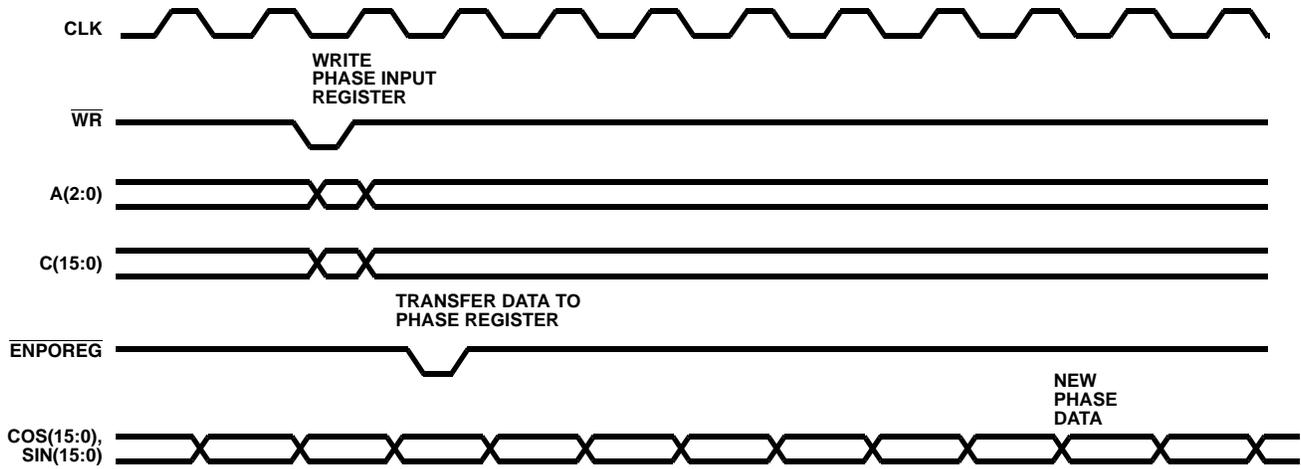 CLK
WRITE
PHASE INPUT
REGISTER
WR
A(2:0)
C(15:0)
TRANSFER DATA TO
PHASE REGISTER
ENPOREG
NEW
PHASE
DATA
COS(15:0),
SIN(15:0)